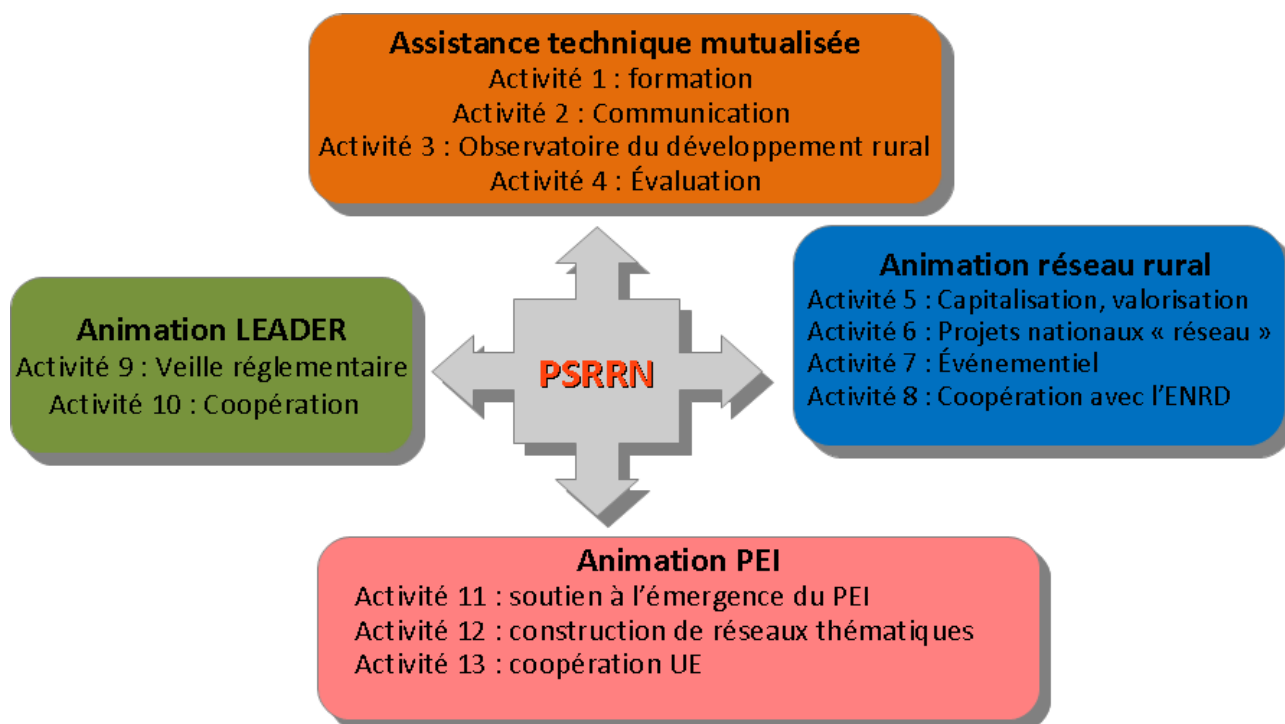 Assistance technique mutualisée
Activité 1 : formation
Activité 2 : Communication
Activité 3 : Observatoire du développement rural
Activité 4 : Évaluation
Animation réseau rural
Activité 5 : Capitalisation, valorisation
Activité 6 : Projets nationaux « réseau »
Activité 7 : Événementiel
Activité 8 : Coopération avec l’ENRD
Animation LEADER
Activité 9 : Veille réglementaire
Activité 10 : Coopération
PSRRN
Animation PEI
Activité 11 : soutien à l’émergence du PEI
Activité 12 : construction de réseaux thématiques
Activité 13 : coopération UE